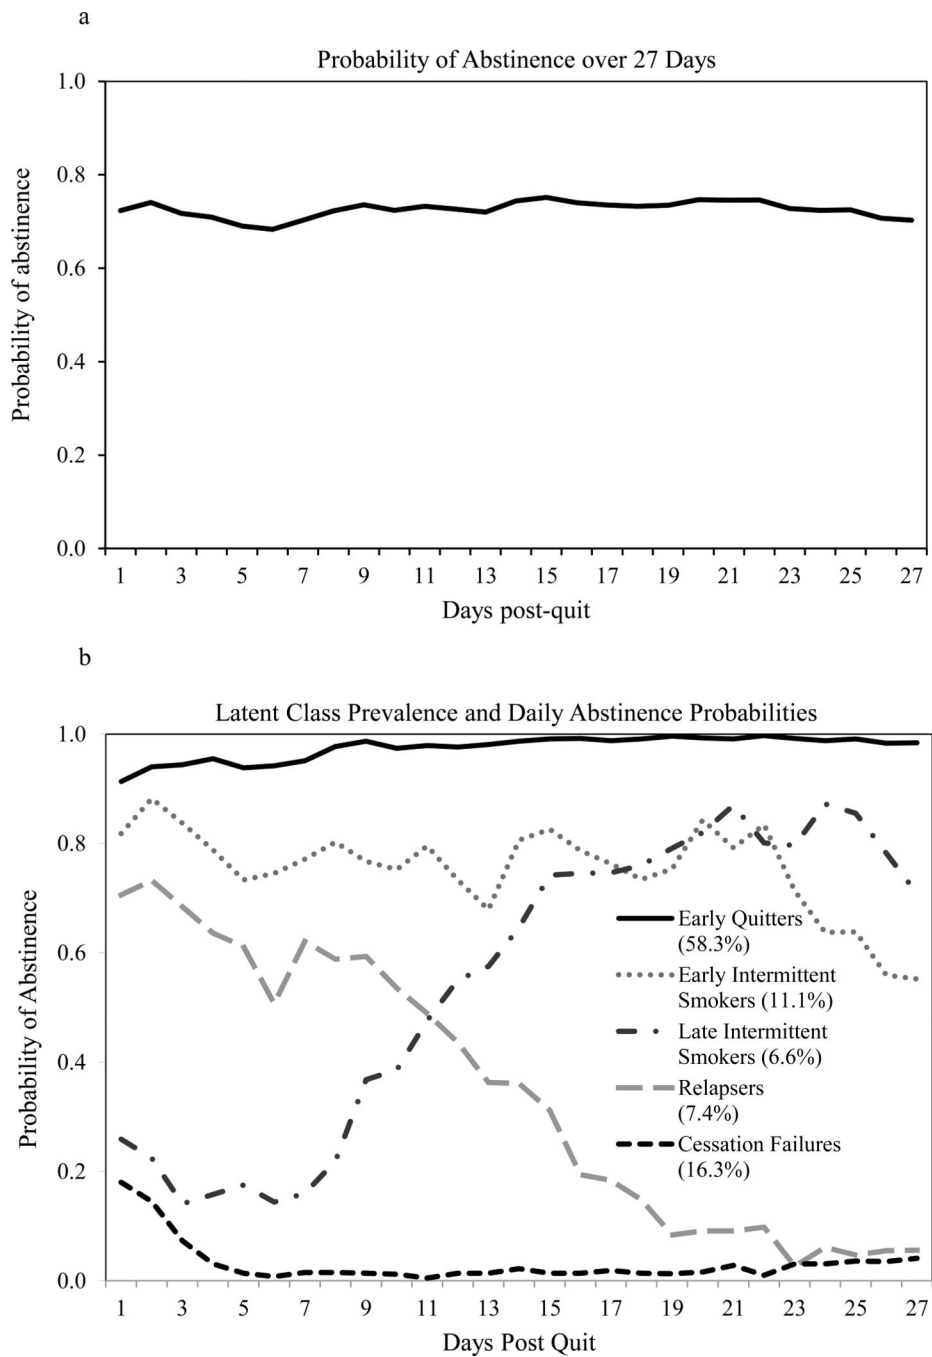 a
Probability of Abstinence over 27 Days
1.0
0.8
0.6
0.4
0.2
0.0
Probability of abstinence
1 3 5 7 9 11 13 15 17 19 21 23 25 27
Days post-quit
b
Latent Class Prevalence and Daily Abstinence Probabilities
1.0
0.8
0.6
0.4
0.2
0.0
Probability of Abstinence
Early Quitters
(58.3%)
Early Intermittent
Smokers (11.1%)
Late Intermittent
Smokers (6.6%)
Relapsers
(7.4%)
Cessation Failures
(16.3%)
1 3 5 7 9 11 13 15 17 19 21 23 25 27
Days Post Quit